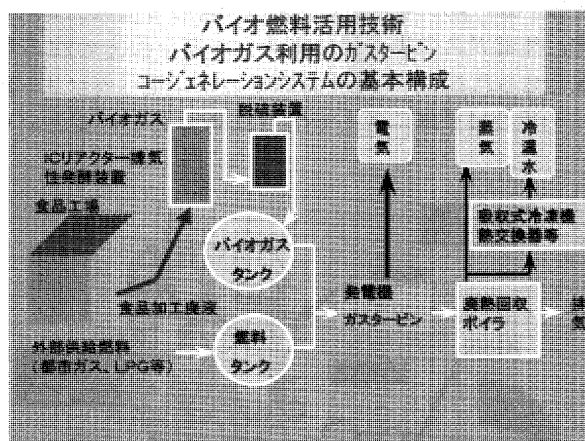 バイオ燃料活用技術
バイオガス利用のガスタービン
コージェネレーションシステムの基本構成
バイオガス
脱硫装置
ICリアクター嫌気
性発酵装置
食品工場
バイオガス
タンク
食品加工廃液
外部供給燃料
(都市ガス、LPG等)
燃料
タンク
電
気
発電機
ガスタービン
蒸
気
冷
温
水
吸収式冷凍機
熱交換器等
廃熱回収
ボイラ
排
気